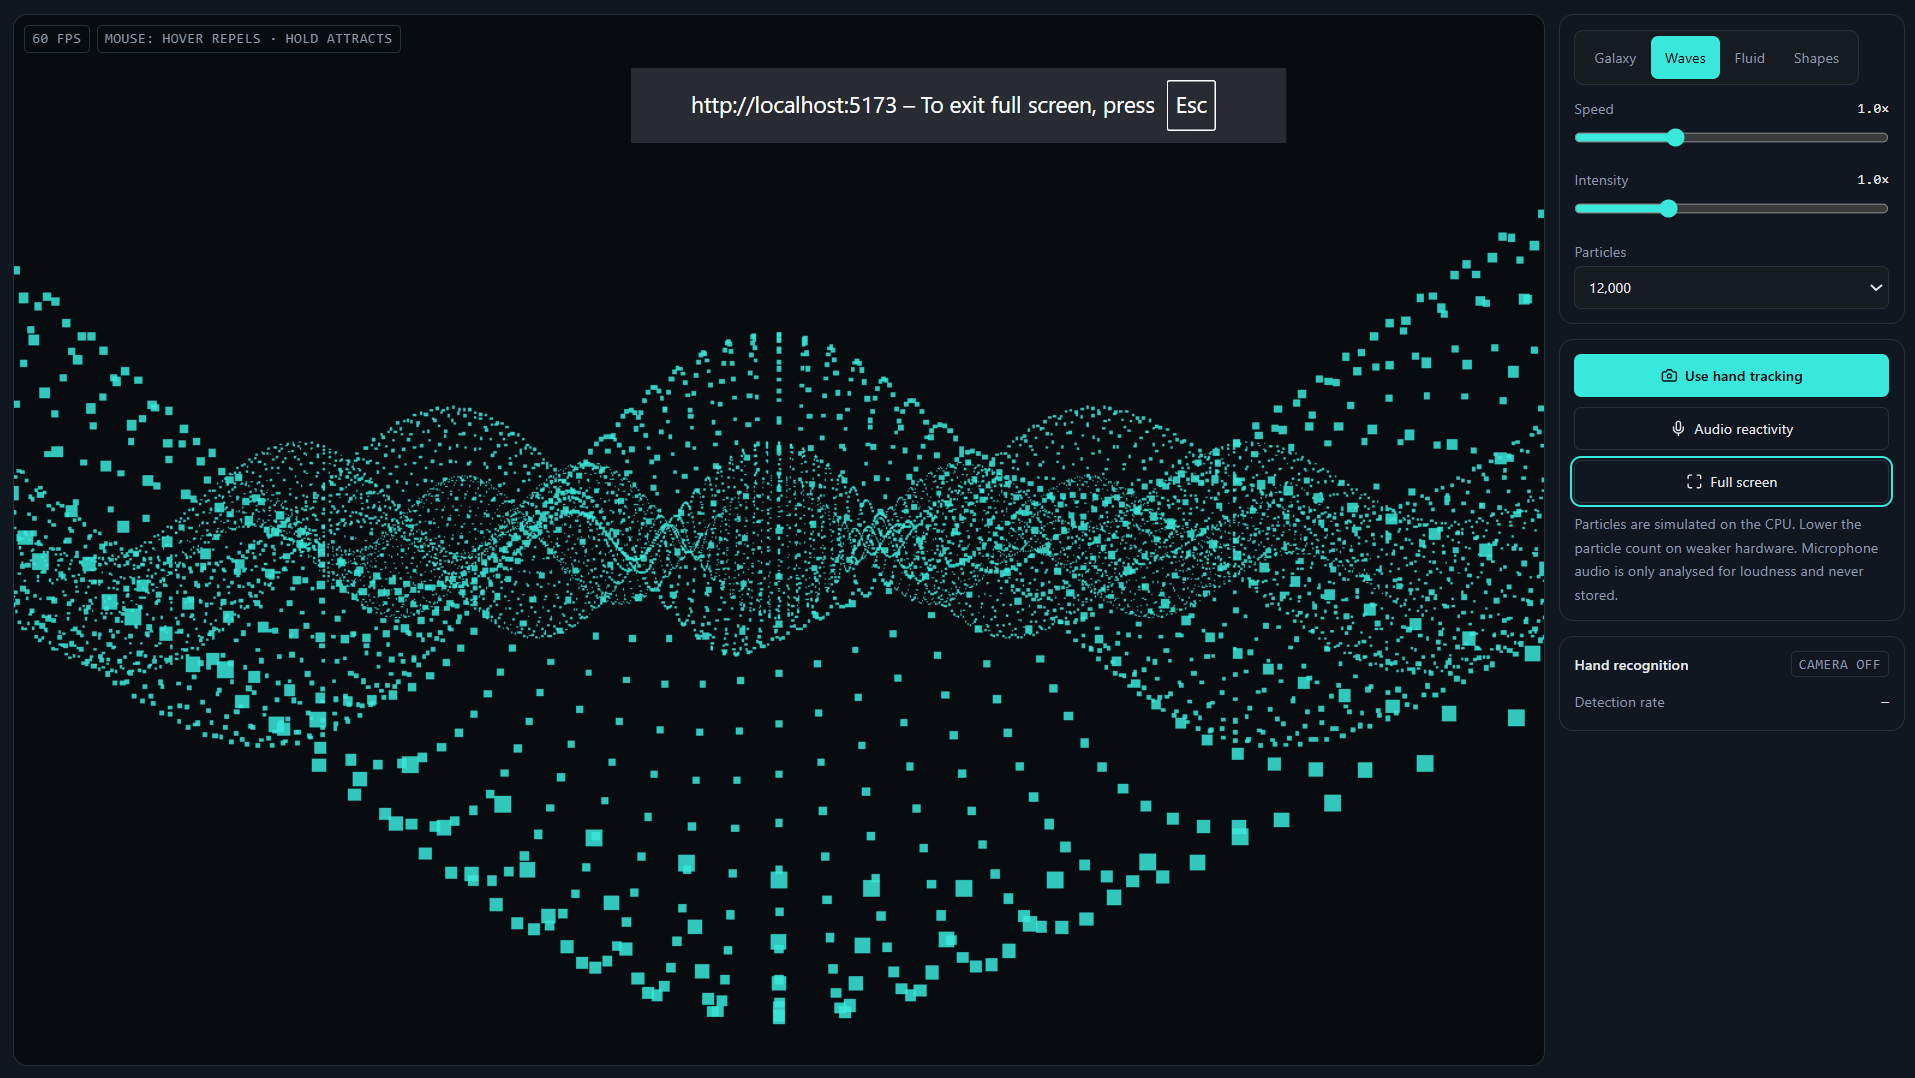 60 FPS
MOUSE: HOVER REPELS · HOLD ATTRACTS
http://localhost:5173 – To exit full screen, press Esc
Galaxy
Waves
Fluid
Shapes
Speed
1.0×
Intensity
1.0×
Particles
12,000
Use hand tracking
Audio reactivity
Full screen
Particles are simulated on the CPU. Lower the
particle count on weaker hardware. Microphone
audio is only analysed for loudness and never
stored.
Hand recognition
CAMERA OFF
Detection rate
–